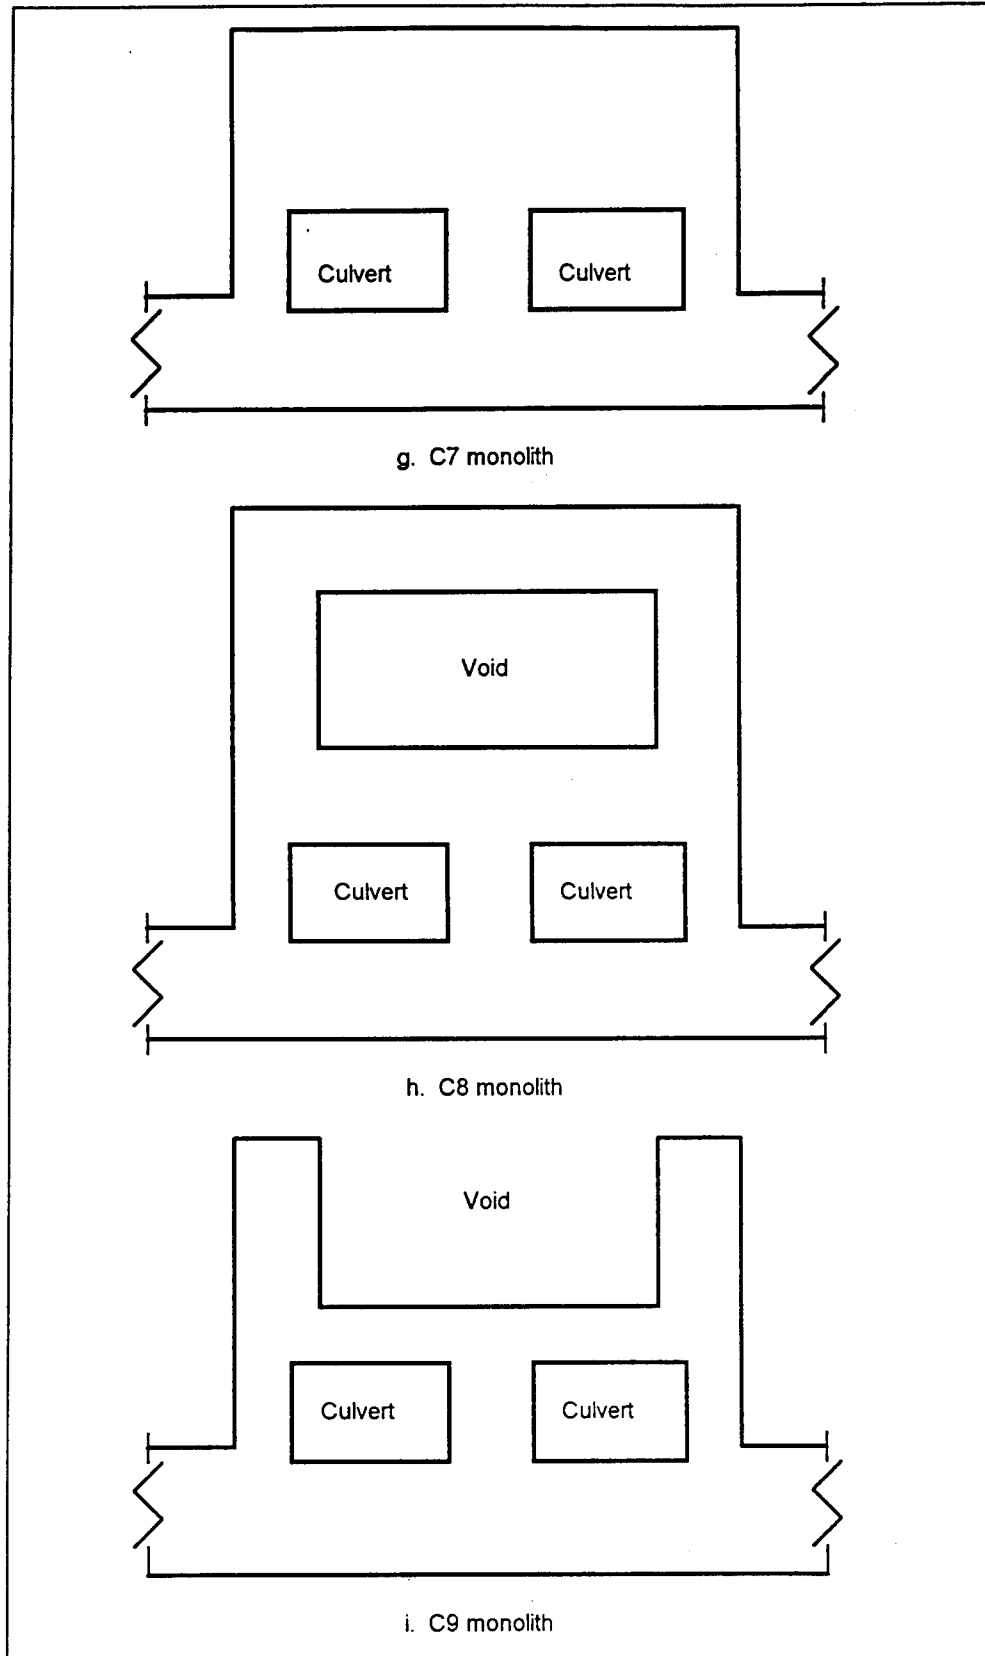 Culvert Culvert
g. C7 monolith
Void
Culvert Culvert
h. C8 monolith
Void
Culvert Culvert
i. C9 monolith